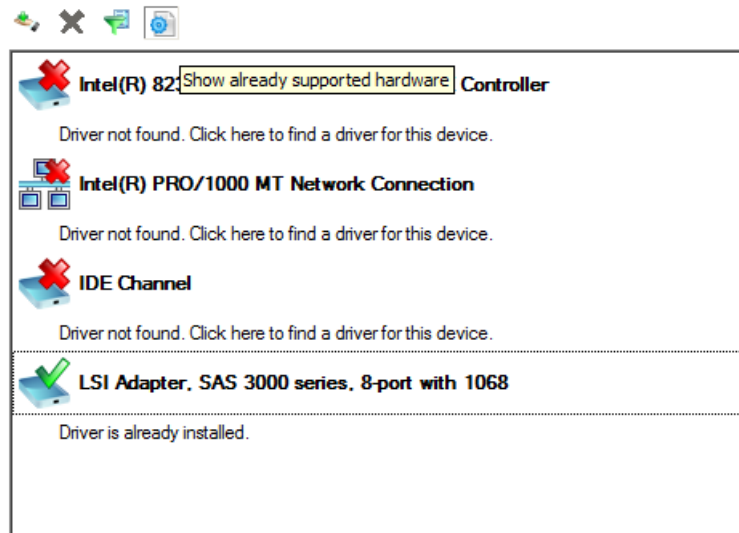 Intel(R) 82 Show already supported hardware Controller
Driver not found. Click here to find a driver for this device.
Intel(R) PRO/1000 MT Network Connection
Driver not found. Click here to find a driver for this device.
IDE Channel
Driver not found. Click here to find a driver for this device.
LSI Adapter, SAS 3000 series, 8-port with 1068
Driver is already installed.